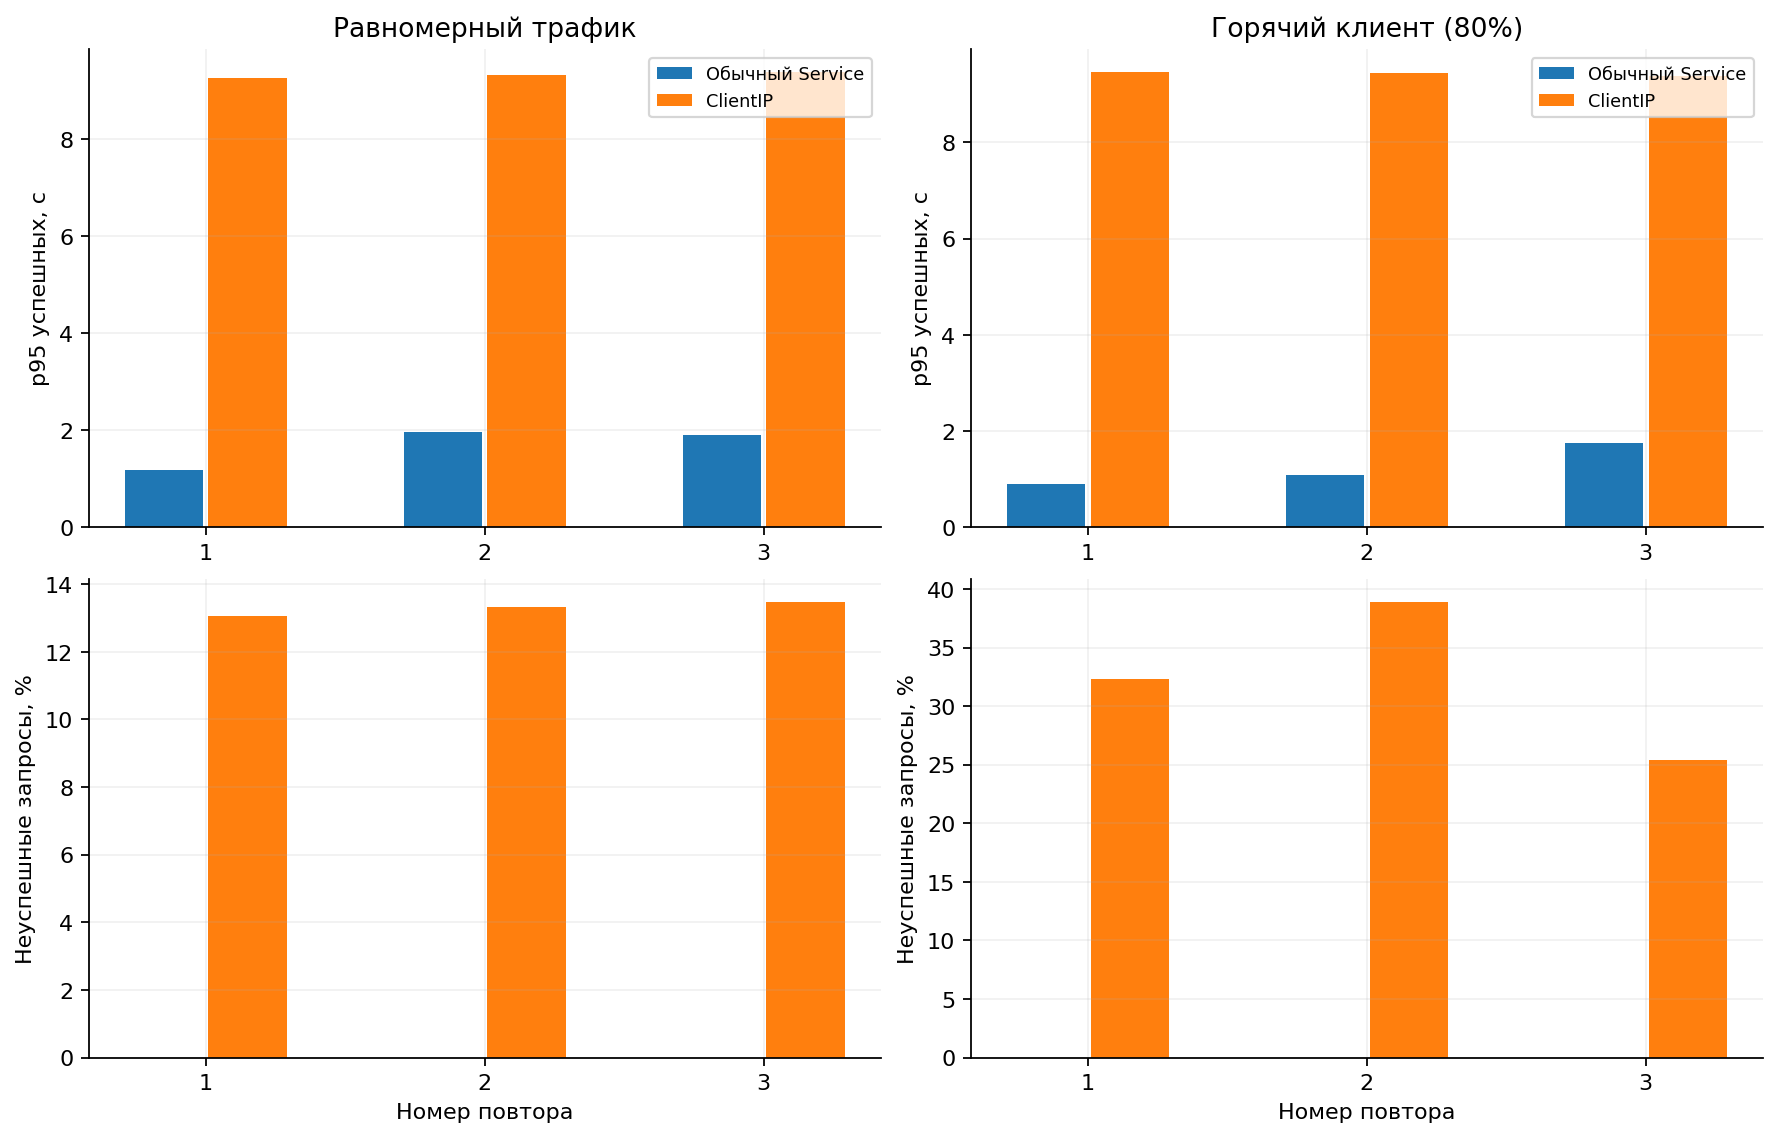 Равномерный трафик
Обычный Service
ClientIP
p95 успешных, с
8
6
4
2
0
1 2 3
Горячий клиент (80%)
Обычный Service
ClientIP
p95 успешных, с
8
6
4
2
0
1 2 3
Неуспешные запросы, %
14
12
10
8
6
4
2
0
1 2 3
Номер повтора
Неуспешные запросы, %
40
35
30
25
20
15
10
5
0
1 2 3
Номер повтора